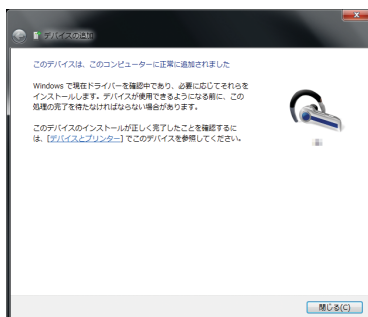 デバイスの追加
このデバイスは、このコンピューターに正常に追加されました
Windows で現在ドライバーを確認中であり、必要に応じてそれらを
インストールします。デバイスが使用できるようになる前に、この
処理の完了を待たなければならない場合があります。
このデバイスのインストールが正しく完了したことを確認するに
は、[デバイスとプリンター] でこのデバイスを参照してください。
閉じる(C)